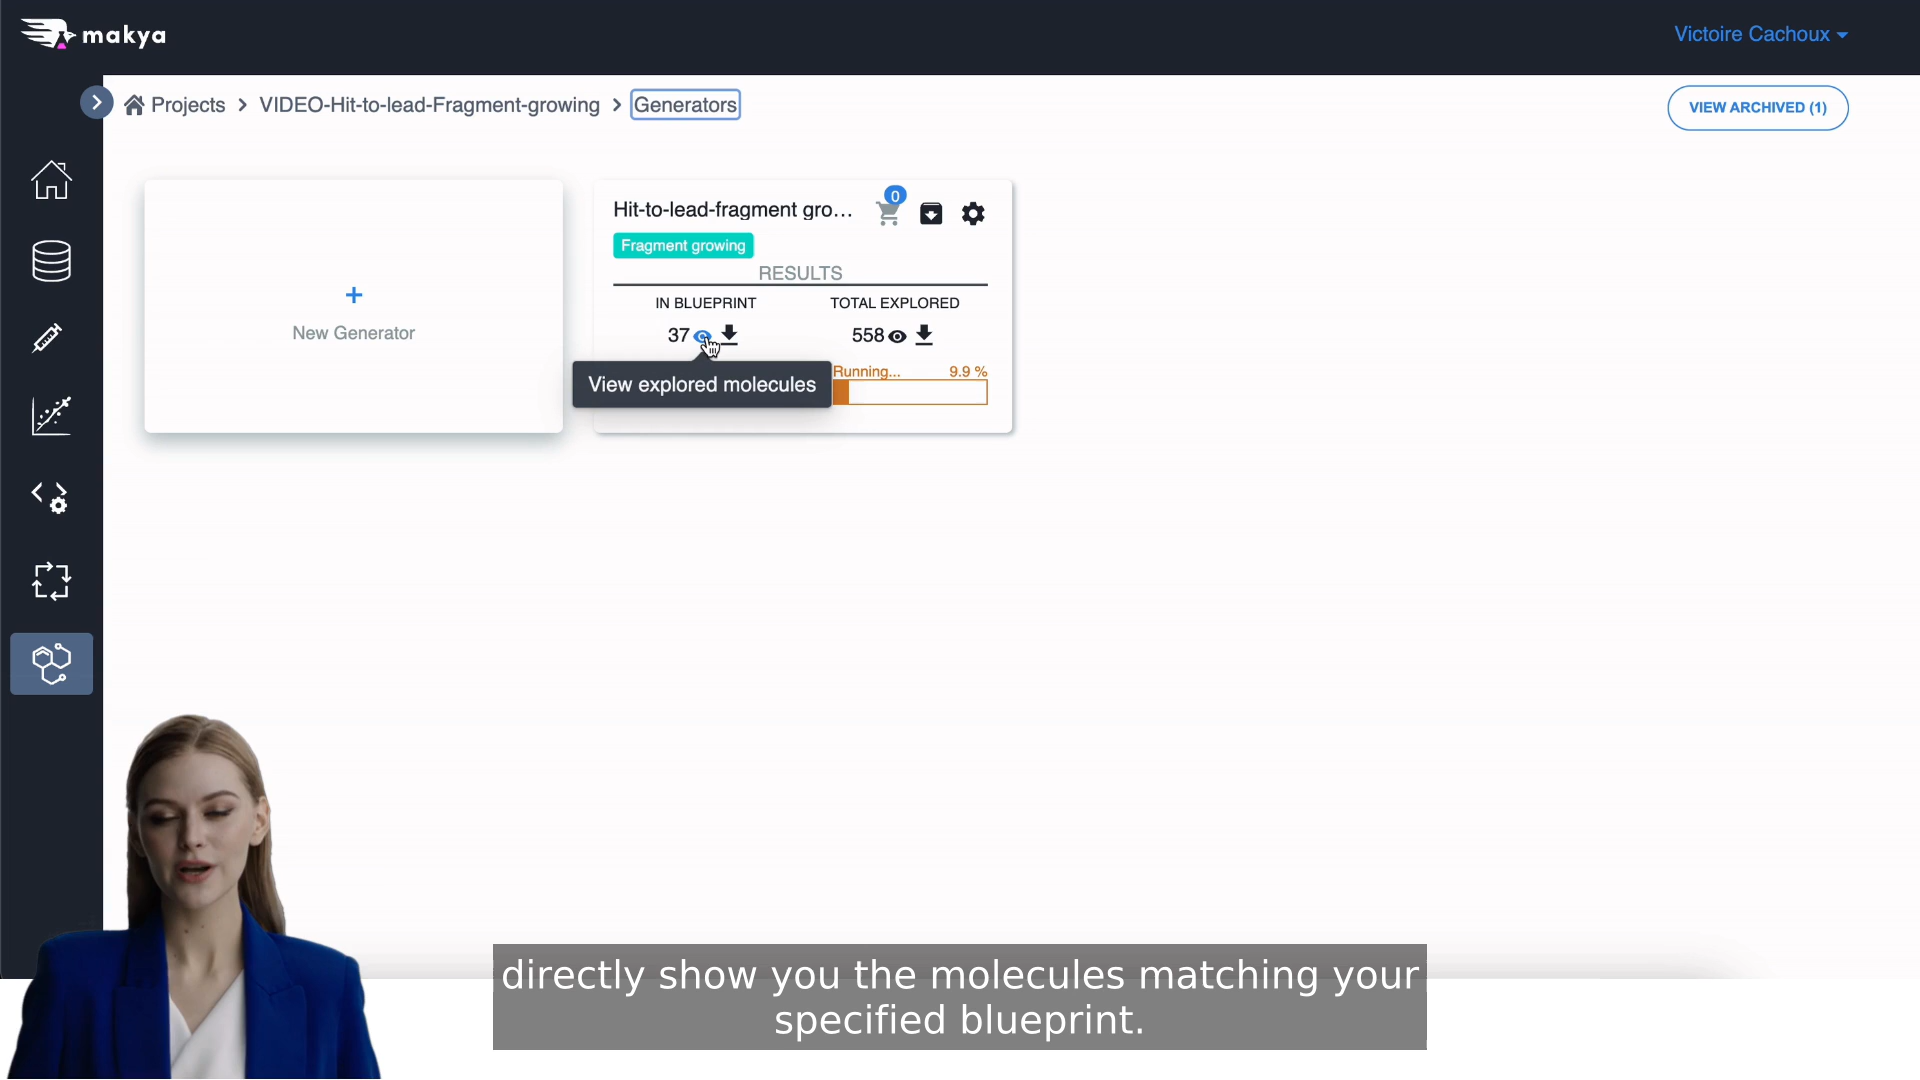 makya
Victoire Cachoux
Projects > VIDEO-Hit-to-lead-Fragment-growing > Generators
VIEW ARCHIVED (1)
+
New Generator
Hit-to-lead-fragment gro...
0
Fragment growing
RESULTS
IN BLUEPRINT
TOTAL EXPLORED
37
558
View explored molecules
Running...
9.9 %
directly show you the molecules matching your
specified blueprint.